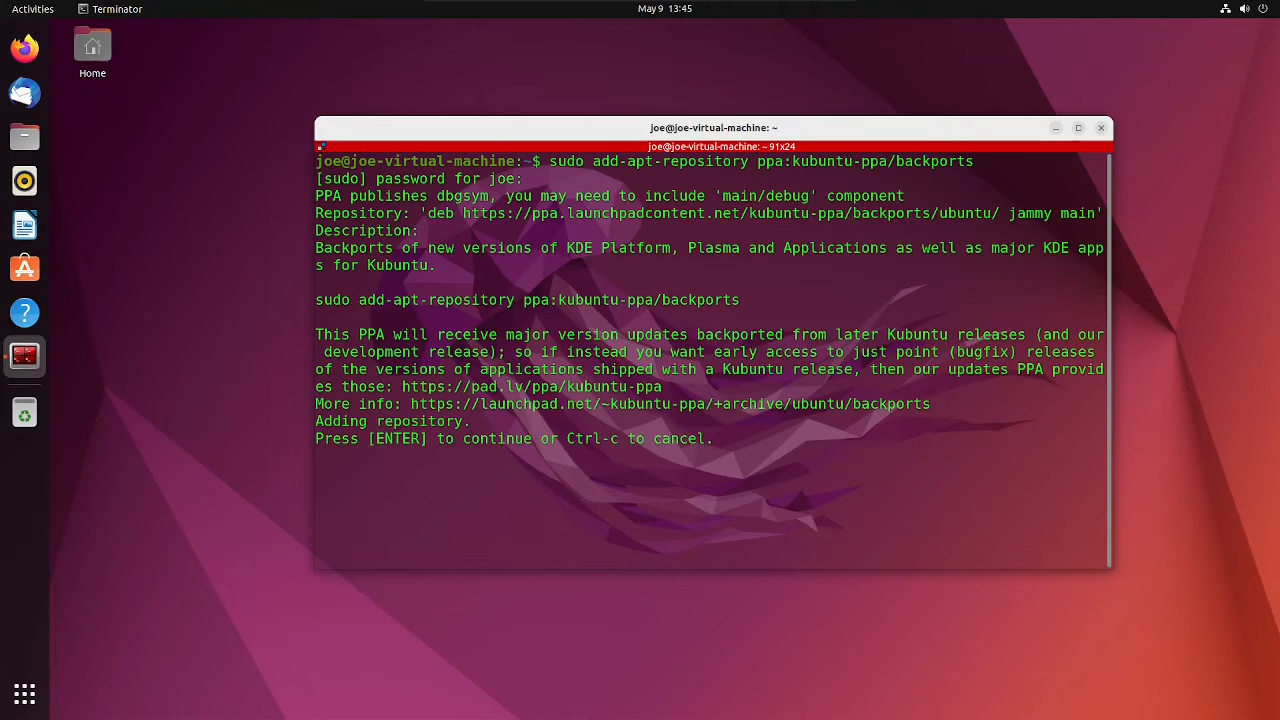 Activities
Terminator
May 9 13:45
Home
joe@joe-virtual-machine: ~
joe@joe-virtual-machine: ~ 91x24
joe@joe-virtual-machine:~$ sudo add-apt-repository ppa:kubuntu-ppa/backports
[sudo] password for joe:
PPA publishes dbgsym, you may need to include 'main/debug' component
Repository: 'deb https://ppa.launchpadcontent.net/kubuntu-ppa/backports/ubuntu/ jammy main'
Description:
Backports of new versions of KDE Platform, Plasma and Applications as well as major KDE app
s for Kubuntu.
sudo add-apt-repository ppa:kubuntu-ppa/backports
This PPA will receive major version updates backported from later Kubuntu releases (and our
development release); so if instead you want early access to just point (bugfix) releases
of the versions of applications shipped with a Kubuntu release, then our updates PPA provid
es those: https://pad.lv/ppa/kubuntu-ppa
More info: https://launchpad.net/~kubuntu-ppa/+archive/ubuntu/backports
Adding repository.
Press [ENTER] to continue or Ctrl-c to cancel.